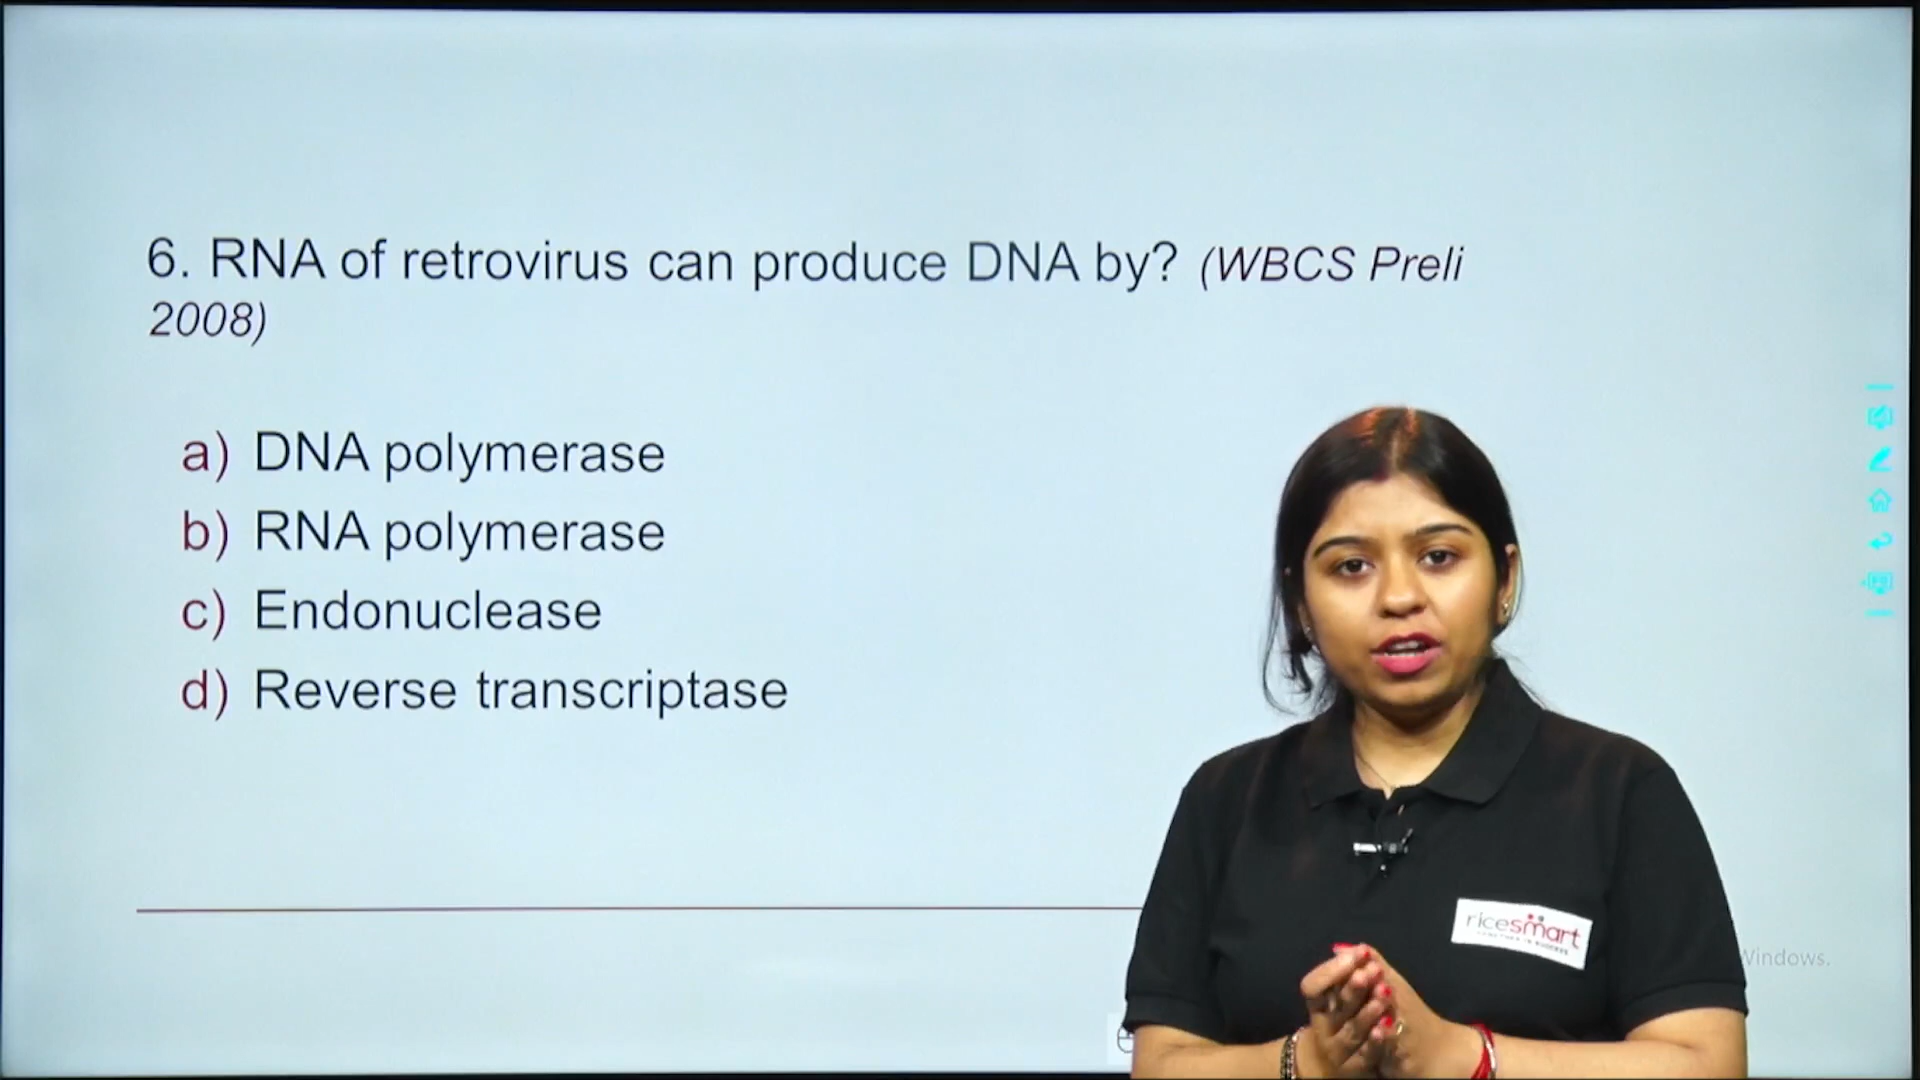 6. RNA of retrovirus can produce DNA by? (WBCS Preli
2008)
a) DNA polymerase
b) RNA polymerase
c) Endonuclease
d) Reverse transcriptase
ricesmart
Windows.